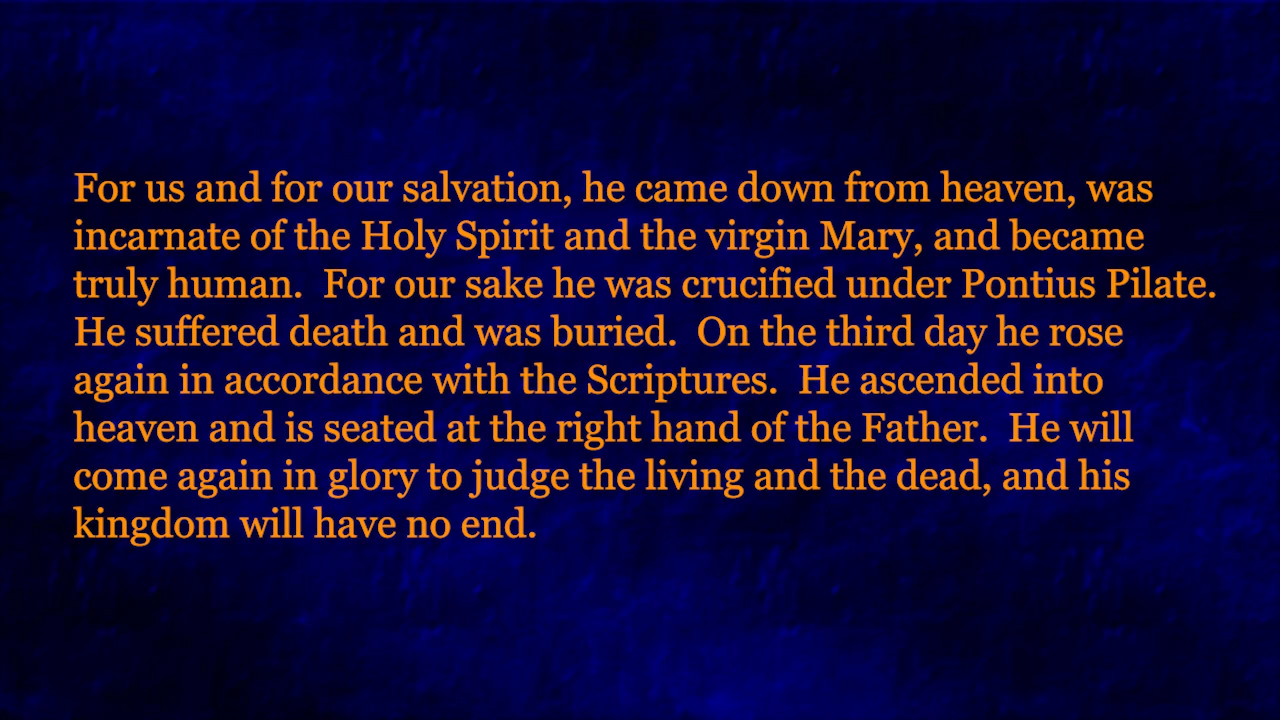 For us and for our salvation, he came down from heaven, was
incarnate of the Holy Spirit and the virgin Mary, and became
truly human.  For our sake he was crucified under Pontius Pilate.
He suffered death and was buried.  On the third day he rose
again in accordance with the Scriptures.  He ascended into
heaven and is seated at the right hand of the Father.  He will
come again in glory to judge the living and the dead, and his
kingdom will have no end.